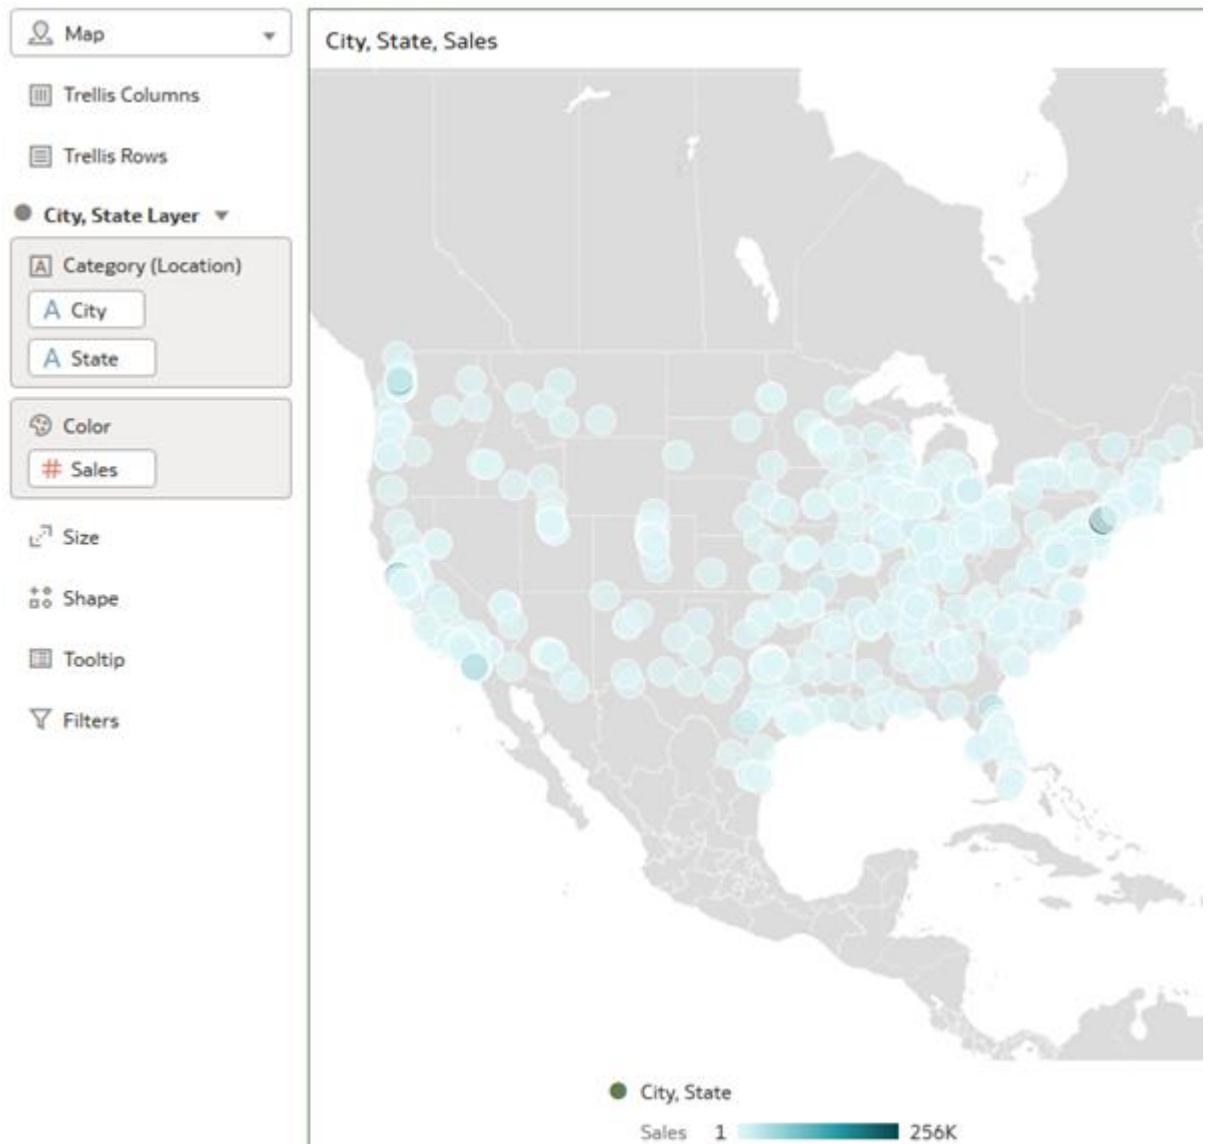 Map
Trellis Columns
Trellis Rows
City, State Layer
A Category (Location)
A City
A State
Color
# Sales
Size
Shape
Tooltip
Filters
City, State, Sales
City, State
Sales 1 256K